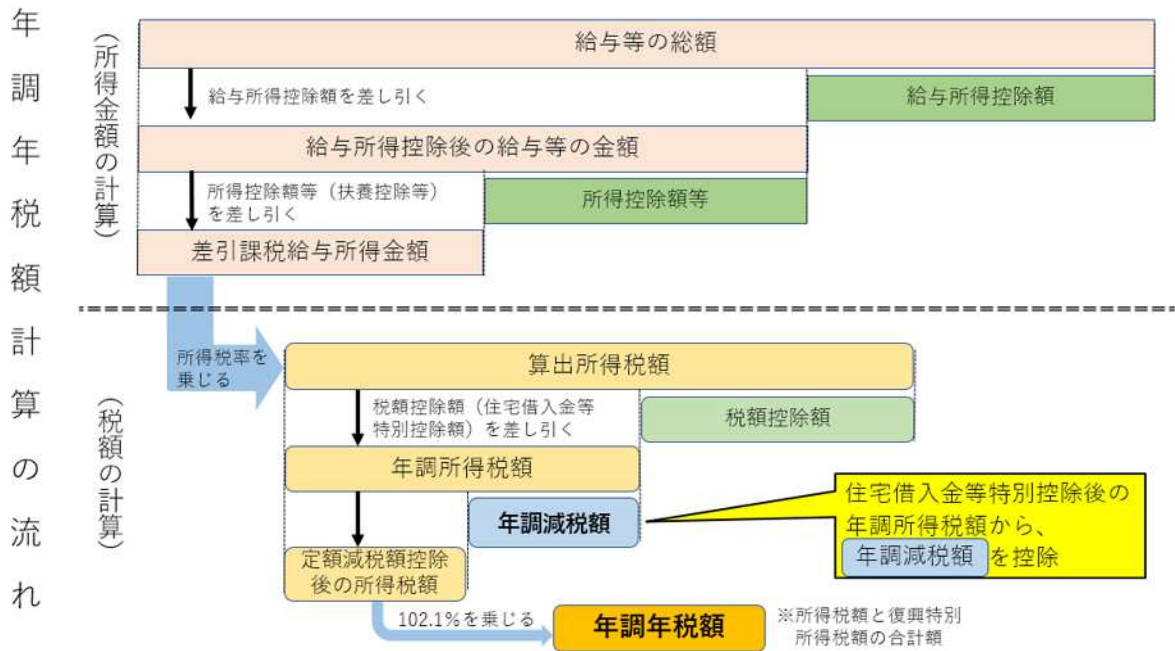 年調年税額計算の流れ
(所得金額の計算)
給与等の総額
給与所得控除額を差し引く
給与所得控除額
給与所得控除後の給与等の金額
所得控除額等（扶養控除等）
を差し引く
所得控除額等
差引課税給与所得金額
(税額の計算)
所得税率を
乗じる
算出所得税額
税額控除額（住宅借入金等
特別控除額）を差し引く
税額控除額
年調所得税額
年調減税額
住宅借入金等特別控除後の
年調所得税額から、
年調減税額 を控除
定額減税額控除
後の所得税額
102.1%を乗じる
年調年税額
※所得税額と復興特別
所得税額の合計額